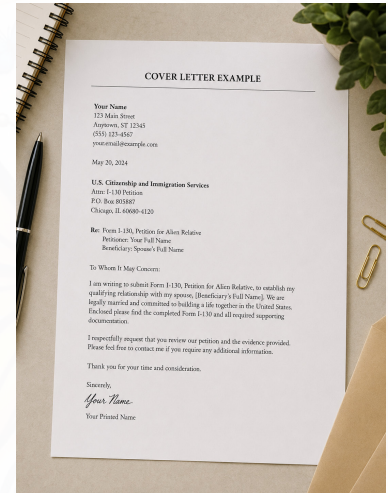 COVER LETTER EXAMPLE
Your Name
123 Main Street
Anytown, ST 12345
(555) 123-4567
your.email@example.com
May 20, 2024
U.S. Citizenship and Immigration Services
Attn: I-130 Petition
P.O. Box 805887
Chicago, IL 60680-4120
Re: Form I-130, Petition for Alien Relative
Petitioner: Your Full Name
Beneficiary: Spouse's Full Name
To Whom It May Concern:
I am writing to submit Form I-130, Petition for Alien Relative, to establish my
qualifying relationship with my spouse, [Beneficiary's Full Name]. We are
legally married and committed to building a life together in the United States.
Enclosed please find the completed Form I-130 and all required supporting
documentation.
I respectfully request that you review our petition and the evidence provided.
Please feel free to contact me if you require any additional information.
Thank you for your time and consideration.
Sincerely,
Your Name
Your Printed Name